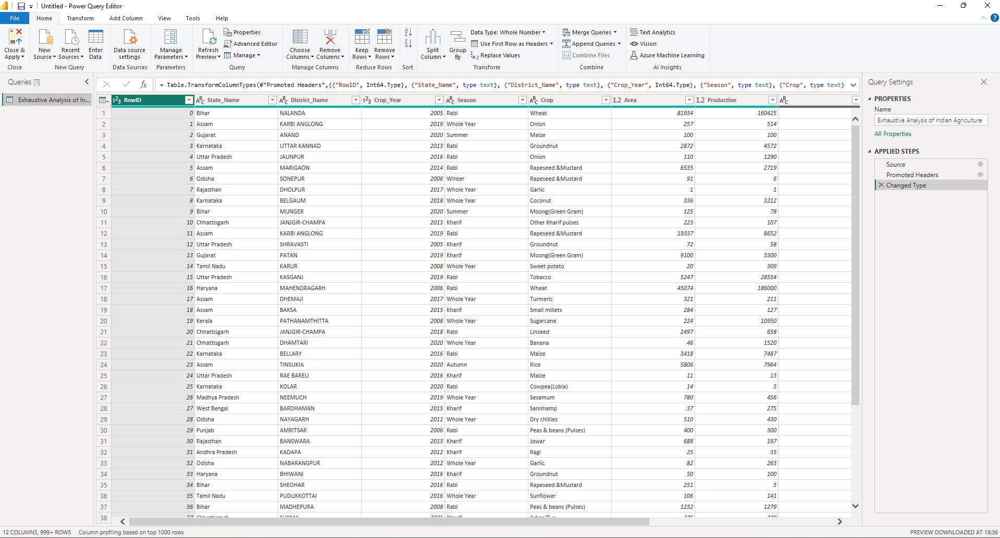 Untitled - Power Query Editor
File Home Transform Add Column View Tools Help
Close & Apply
New Source
Recent Sources
Enter Data
Data source settings
Manage Parameters
Refresh Preview
Properties
Advanced Editor
Manage
Choose Columns
Remove Columns
Keep Rows
Remove Rows
Split Column
Group By
Data Type: Whole Number
Use First Row as Headers
Replace Values
Merge Queries
Append Queries
Combine Files
Text Analytics
Vision
Azure Machine Learning
Close New Query Data Sources Parameters Query Manage Columns Reduce Rows Sort Transform Combine AI Insights
Queries [1]
Exhaustive Analysis of In...
= Table.TransformColumnTypes(#"Promoted Headers",{{"RowID", Int64.Type}, {"State_Name", type text}, {"District_Name", type text}, {"Crop_Year", Int64.Type}, {"Season", type text}, {"Crop", type text}
RowID State_Name District_Name Crop_Year Season Crop Area Production
1 0 Bihar NALANDA 2005 Rabi Wheat 81934 160425
2 1 Assam KARBI ANGLONG 2019 Whole Year Onion 257 514
3 2 Gujarat ANAND 2020 Summer Maize 100 100
4 3 Karnataka UTTAR KANNAD 2013 Rabi Groundnut 2872 4572
5 4 Uttar Pradesh JAUNPUR 2016 Rabi Onion 110 1290
6 5 Assam MARIGAON 2014 Rabi Rapeseed &Mustard 6535 2719
7 6 Odisha SONEPUR 2006 Winter Rapeseed &Mustard 91 6
8 7 Rajasthan DHOLPUR 2017 Whole Year Garlic 1 1
9 8 Karnataka BELGAUM 2018 Whole Year Coconut 336 3212
10 9 Bihar MUNGER 2020 Summer Moong(Green Gram) 125 78
11 10 Chhattisgarh JANJGIR-CHAMPA 2013 Kharif Other Kharif pulses 223 107
12 11 Assam KARBI ANGLONG 2019 Rabi Rapeseed &Mustard 19337 8652
13 12 Uttar Pradesh SHRAVASTI 2005 Kharif Groundnut 72 58
14 13 Gujarat PATAN 2019 Kharif Moong(Green Gram) 9100 3300
15 14 Tamil Nadu KARUR 2008 Whole Year Sweet potato 20 309
16 15 Uttar Pradesh KASGANJ 2019 Rabi Tobacco 5247 28554
17 16 Haryana MAHENDRAGARH 2006 Rabi Wheat 45074 186000
18 17 Assam DHEMAJI 2017 Whole Year Turmeric 321 211
19 18 Assam BAKSA 2015 Kharif Small millets 284 127
20 19 Kerala PATHANAMTHITTA 2008 Whole Year Sugarcane 224 10950
21 20 Chhattisgarh JANJGIR-CHAMPA 2018 Rabi Linseed 2497 658
22 21 Chhattisgarh DHAMTARI 2020 Whole Year Banana 46 1520
23 22 Karnataka BELLARY 2016 Rabi Maize 3418 7487
24 23 Assam TINSUKIA 2020 Autumn Rice 5806 7964
25 24 Uttar Pradesh RAE BARELI 2016 Kharif Maize 11 13
26 25 Karnataka KOLAR 2020 Rabi Cowpea(Lobia) 14 5
27 26 Madhya Pradesh NEEMUCH 2019 Whole Year Sesamum 780 456
28 27 West Bengal BARDHAMAN 2015 Kharif Sannhamp 37 275
29 28 Odisha NAYAGARH 2011 Whole Year Dry chillies 510 430
30 29 Punjab AMRITSAR 2006 Rabi Peas & beans (Pulses) 400 300
31 30 Rajasthan BANSWARA 2013 Kharif Jowar 688 197
32 31 Andhra Pradesh KADAPA 2012 Kharif Ragi 25 35
33 32 Odisha NABARANGPUR 2012 Whole Year Garlic 82 263
34 33 Haryana BHIWANI 2016 Kharif Groundnut 50 100
35 34 Bihar SHEOHAR 2016 Rabi Rapeseed &Mustard 251 5
36 35 Tamil Nadu PUDUKKOTTAI 2016 Whole Year Sunflower 106 141
37 36 Bihar MADHEPURA 2008 Rabi Peas & beans (Pulses) 1232 1279
38
Query Settings
PROPERTIES
Name
Exhaustive Analysis of Indian Agriculture
All Properties
APPLIED STEPS
Source
Promoted Headers
Changed Type
12 COLUMNS, 999+ ROWS Column profiling based on top 1000 rows
PREVIEW DOWNLOADED AT 18:36